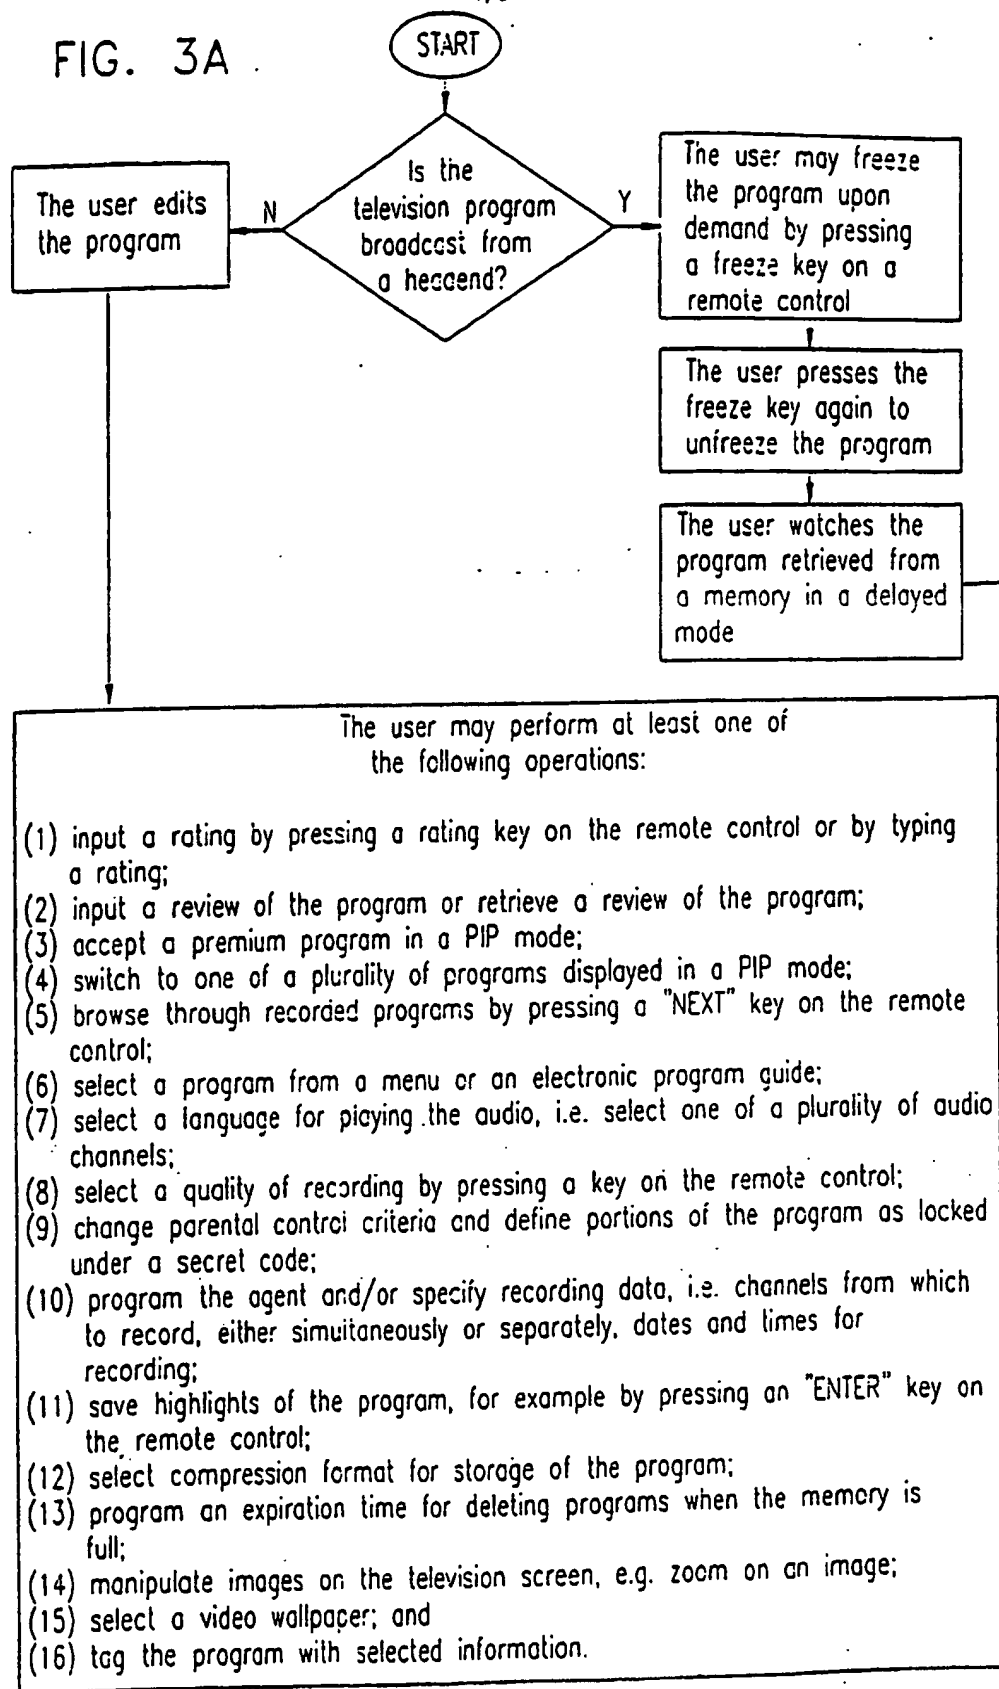 FIG. 3A
START
Is the
television program
broadcast from
a headend?
N
Y
The user edits
the program
The user may freeze
the program upon
demand by pressing
a freeze key on a
remote control
The user presses the
freeze key again to
unfreeze the program
The user watches the
program retrieved from
a memory in a delayed
mode
The user may perform at least one of
the following operations:
(1) input a rating by pressing a rating key on the remote control or by typing
a rating;
(2) input a review of the program or retrieve a review of the program;
(3) accept a premium program in a PIP mode;
(4) switch to one of a plurality of programs displayed in a PIP mode;
(5) browse through recorded programs by pressing a "NEXT" key on the remote
control;
(6) select a program from a menu or an electronic program guide;
(7) select a language for playing the audio, i.e. select one of a plurality of audio
channels;
(8) select a quality of recording by pressing a key on the remote control;
(9) change parental control criteria and define portions of the program as locked
under a secret code;
(10) program the agent and/or specify recording data, i.e. channels from which
to record, either simultaneously or separately, dates and times for
recording;
(11) save highlights of the program, for example by pressing an "ENTER" key on
the remote control;
(12) select compression format for storage of the program;
(13) program an expiration time for deleting programs when the memory is
full;
(14) manipulate images on the television screen, e.g. zoom on an image;
(15) select a video wallpaper; and
(16) tag the program with selected information.